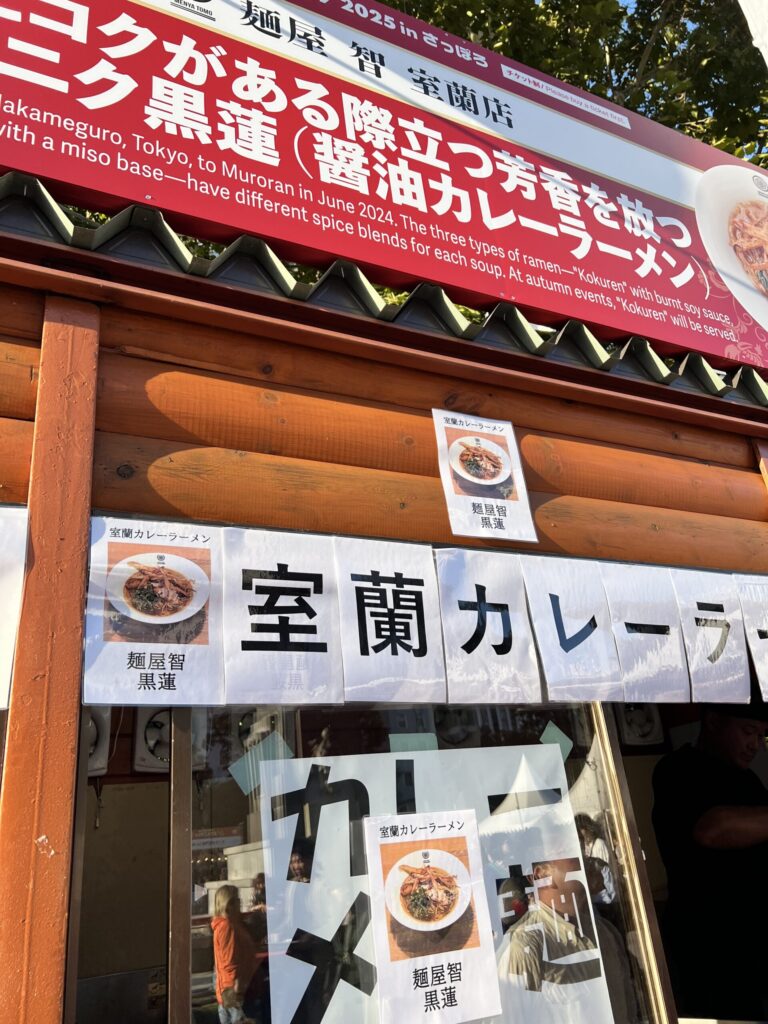 2025 in さっぽろ
MENYA TOMO
麺屋 智 室蘭店
チケット制/Please buy a ticket first.
コクがある際立つ芳香を放つ
ニク黒蓮（醤油カレーラーメン）
Nakameguro, Tokyo, to Muroran in June 2024. The three types of ramen—"Kokuren" with burnt soy sauce,
with a miso base—have different spice blends for each soup. At autumn events, "Kokuren" will be served.
室蘭カレーラーメン
麺屋智
黒蓮
室蘭カレーラーメン
麺屋智
黒蓮
室蘭カレーラー
カレー
室蘭カレーラーメン
麺屋智
黒蓮
メ
麺